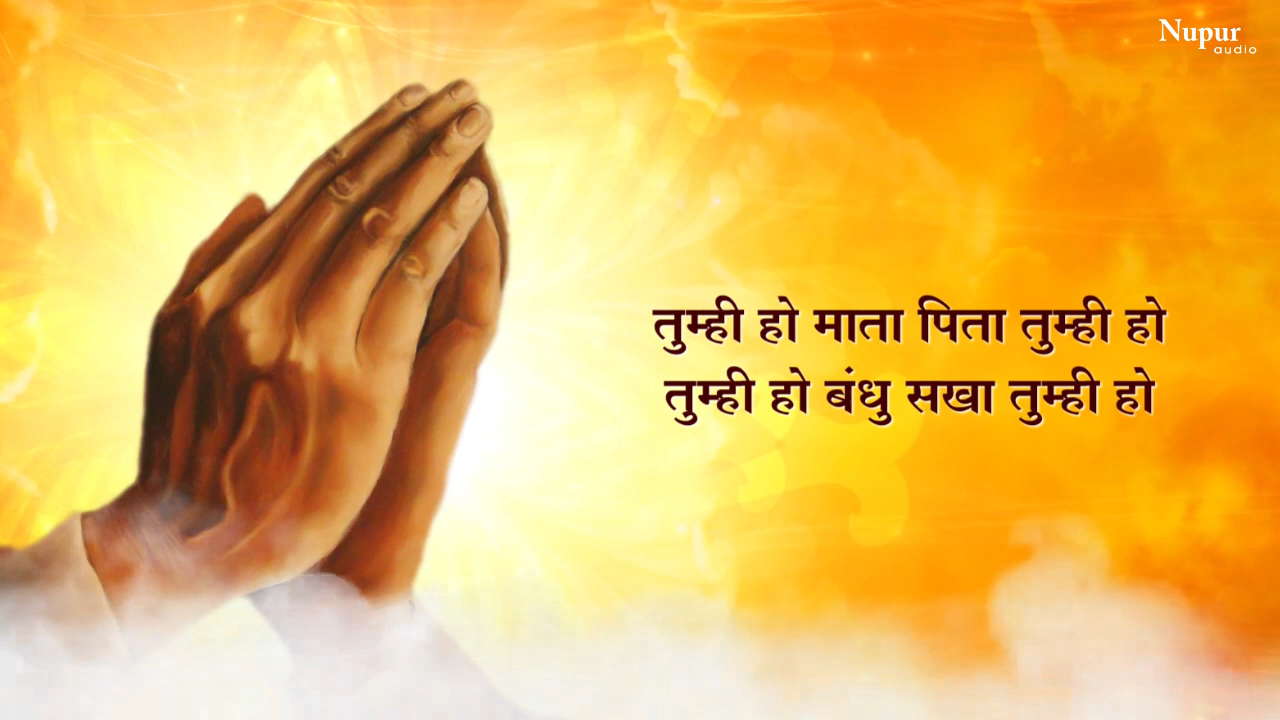 Nupur
audio
तुम्ही हो माता पिता तुम्ही हो
तुम्ही हो बंधु सखा तुम्ही हो